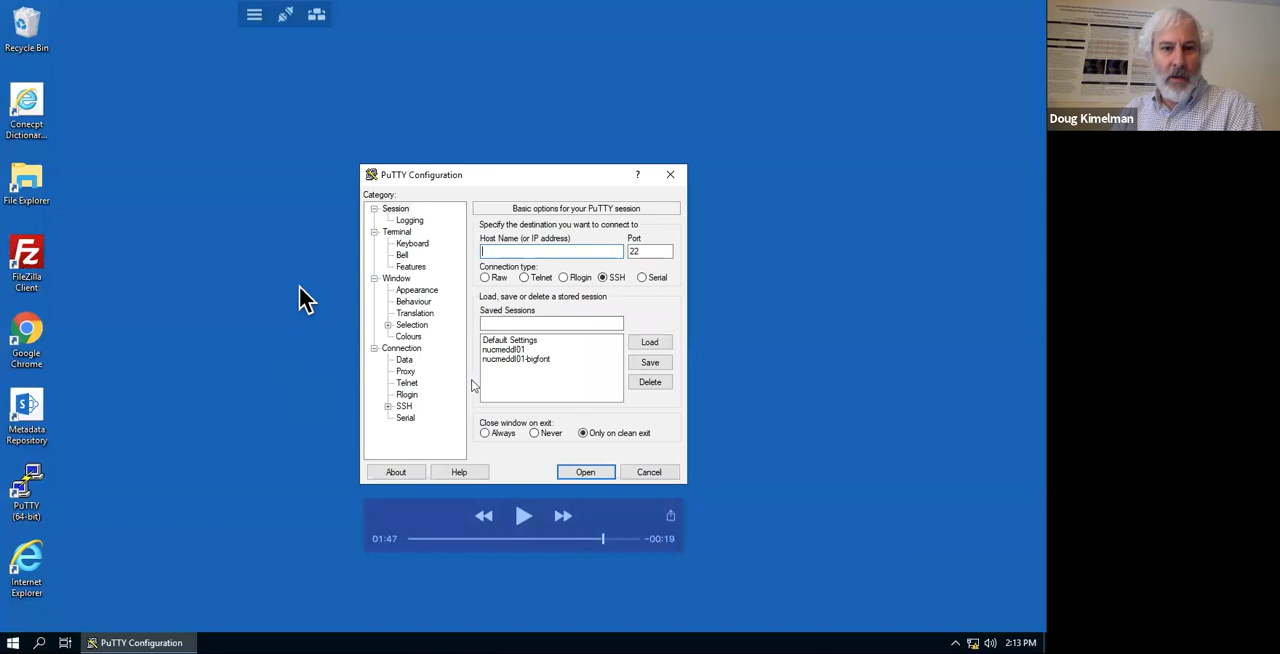 Recycle Bin
Conecpt
Dictionar...
File Explorer
FileZilla
Client
Google
Chrome
Metadata
Repository
PuTTY
(64-bit)
Internet
Explorer
PuTTY Configuration
?
Category:
Session
Logging
Terminal
Keyboard
Bell
Features
Window
Appearance
Behaviour
Translation
Selection
Colours
Connection
Data
Proxy
Telnet
Rlogin
SSH
Serial
Basic options for your PuTTY session
Specify the destination you want to connect to
Host Name (or IP address) Port
22
Connection type:
Raw Telnet Rlogin SSH Serial
Load, save or delete a stored session
Saved Sessions
Default Settings
nucmeddl01
nucmeddl01-bigfont
Load
Save
Delete
Close window on exit:
Always Never Only on clean exit
About Help Open Cancel
01:47 -00:19
Doug Kimelman
PuTTY Configuration
2:13 PM